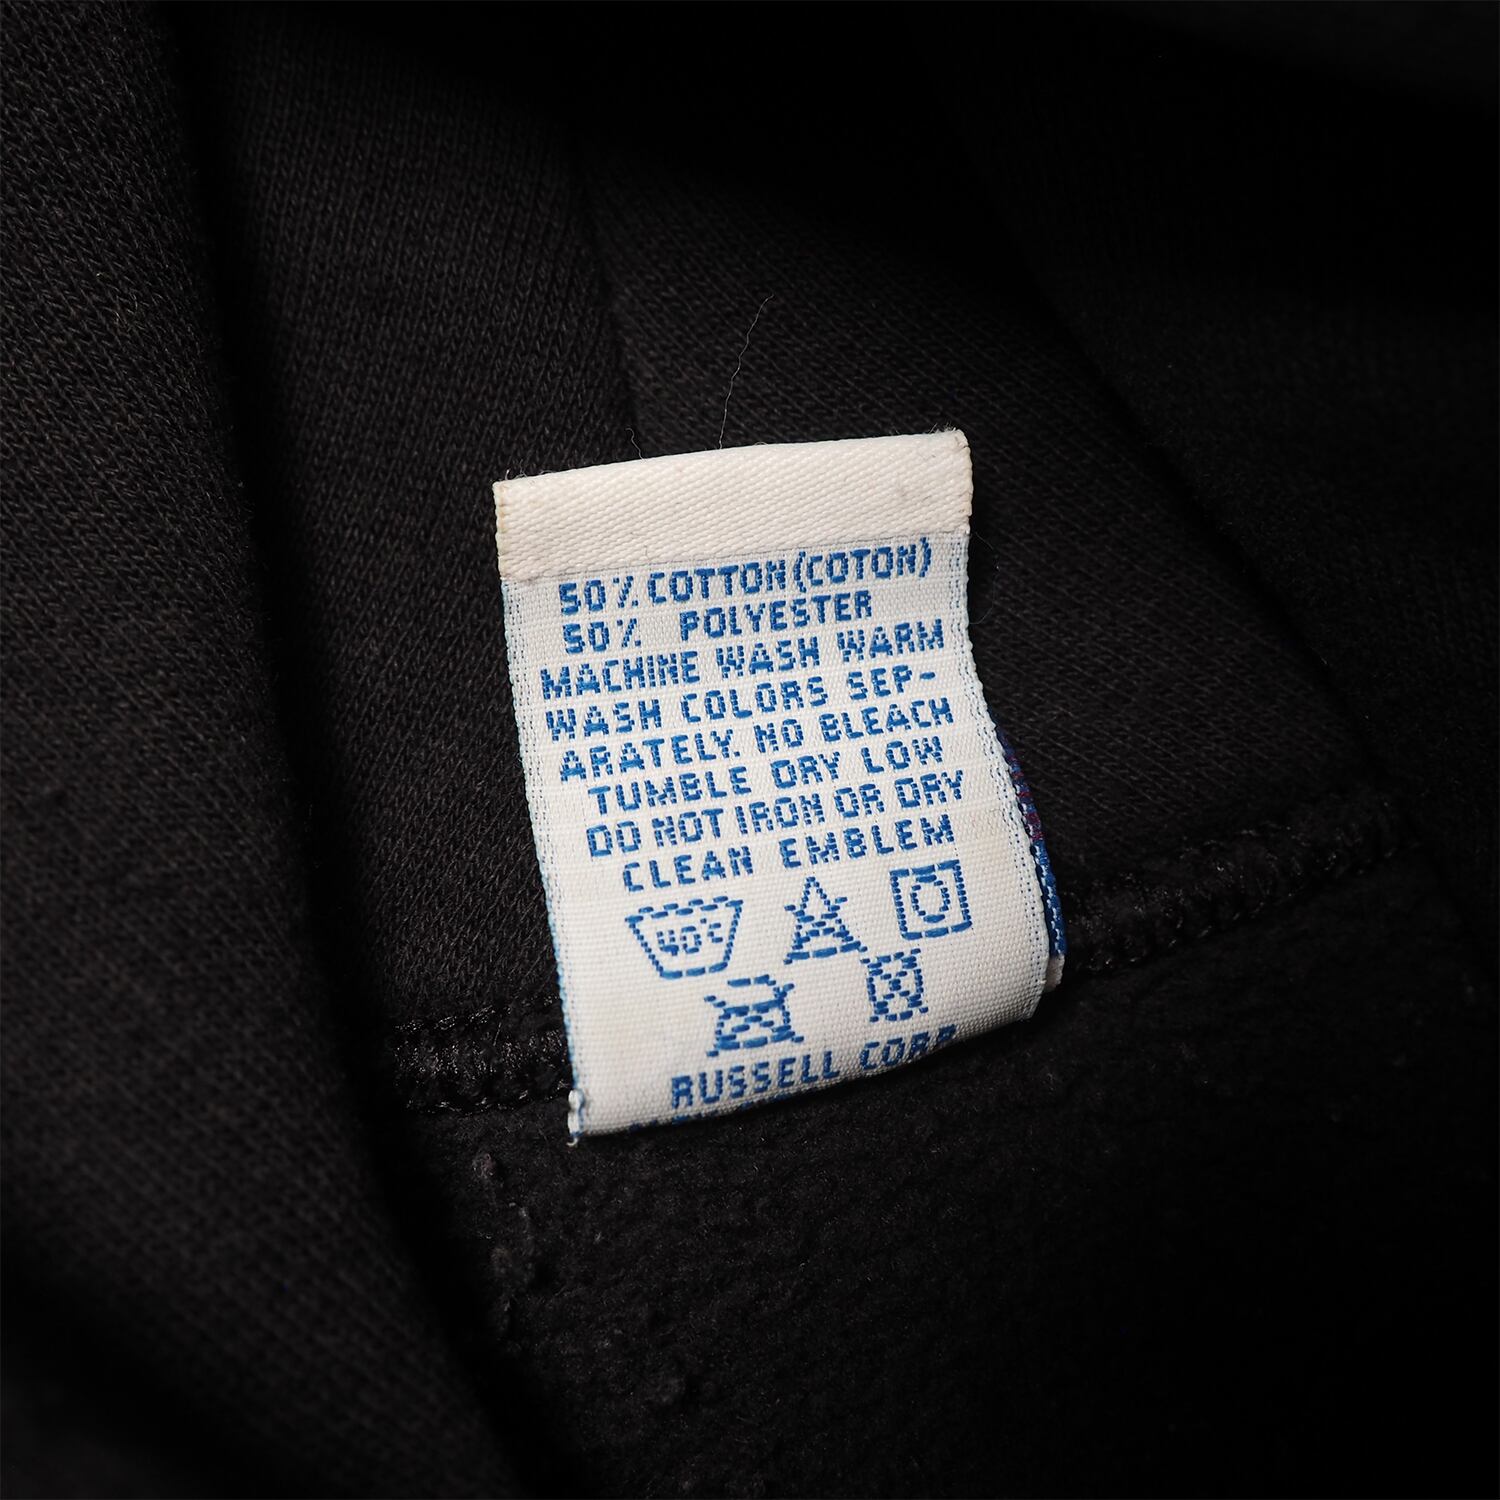 50% COTTON (COTON)
50% POLYESTER
MACHINE WASH WARM
WASH COLORS SEP-
ARATELY. NO BLEACH
TUMBLE DRY LOW
DO NOT IRON OR DRY
CLEAN EMBLEM
40°C
RUSSELL CORP